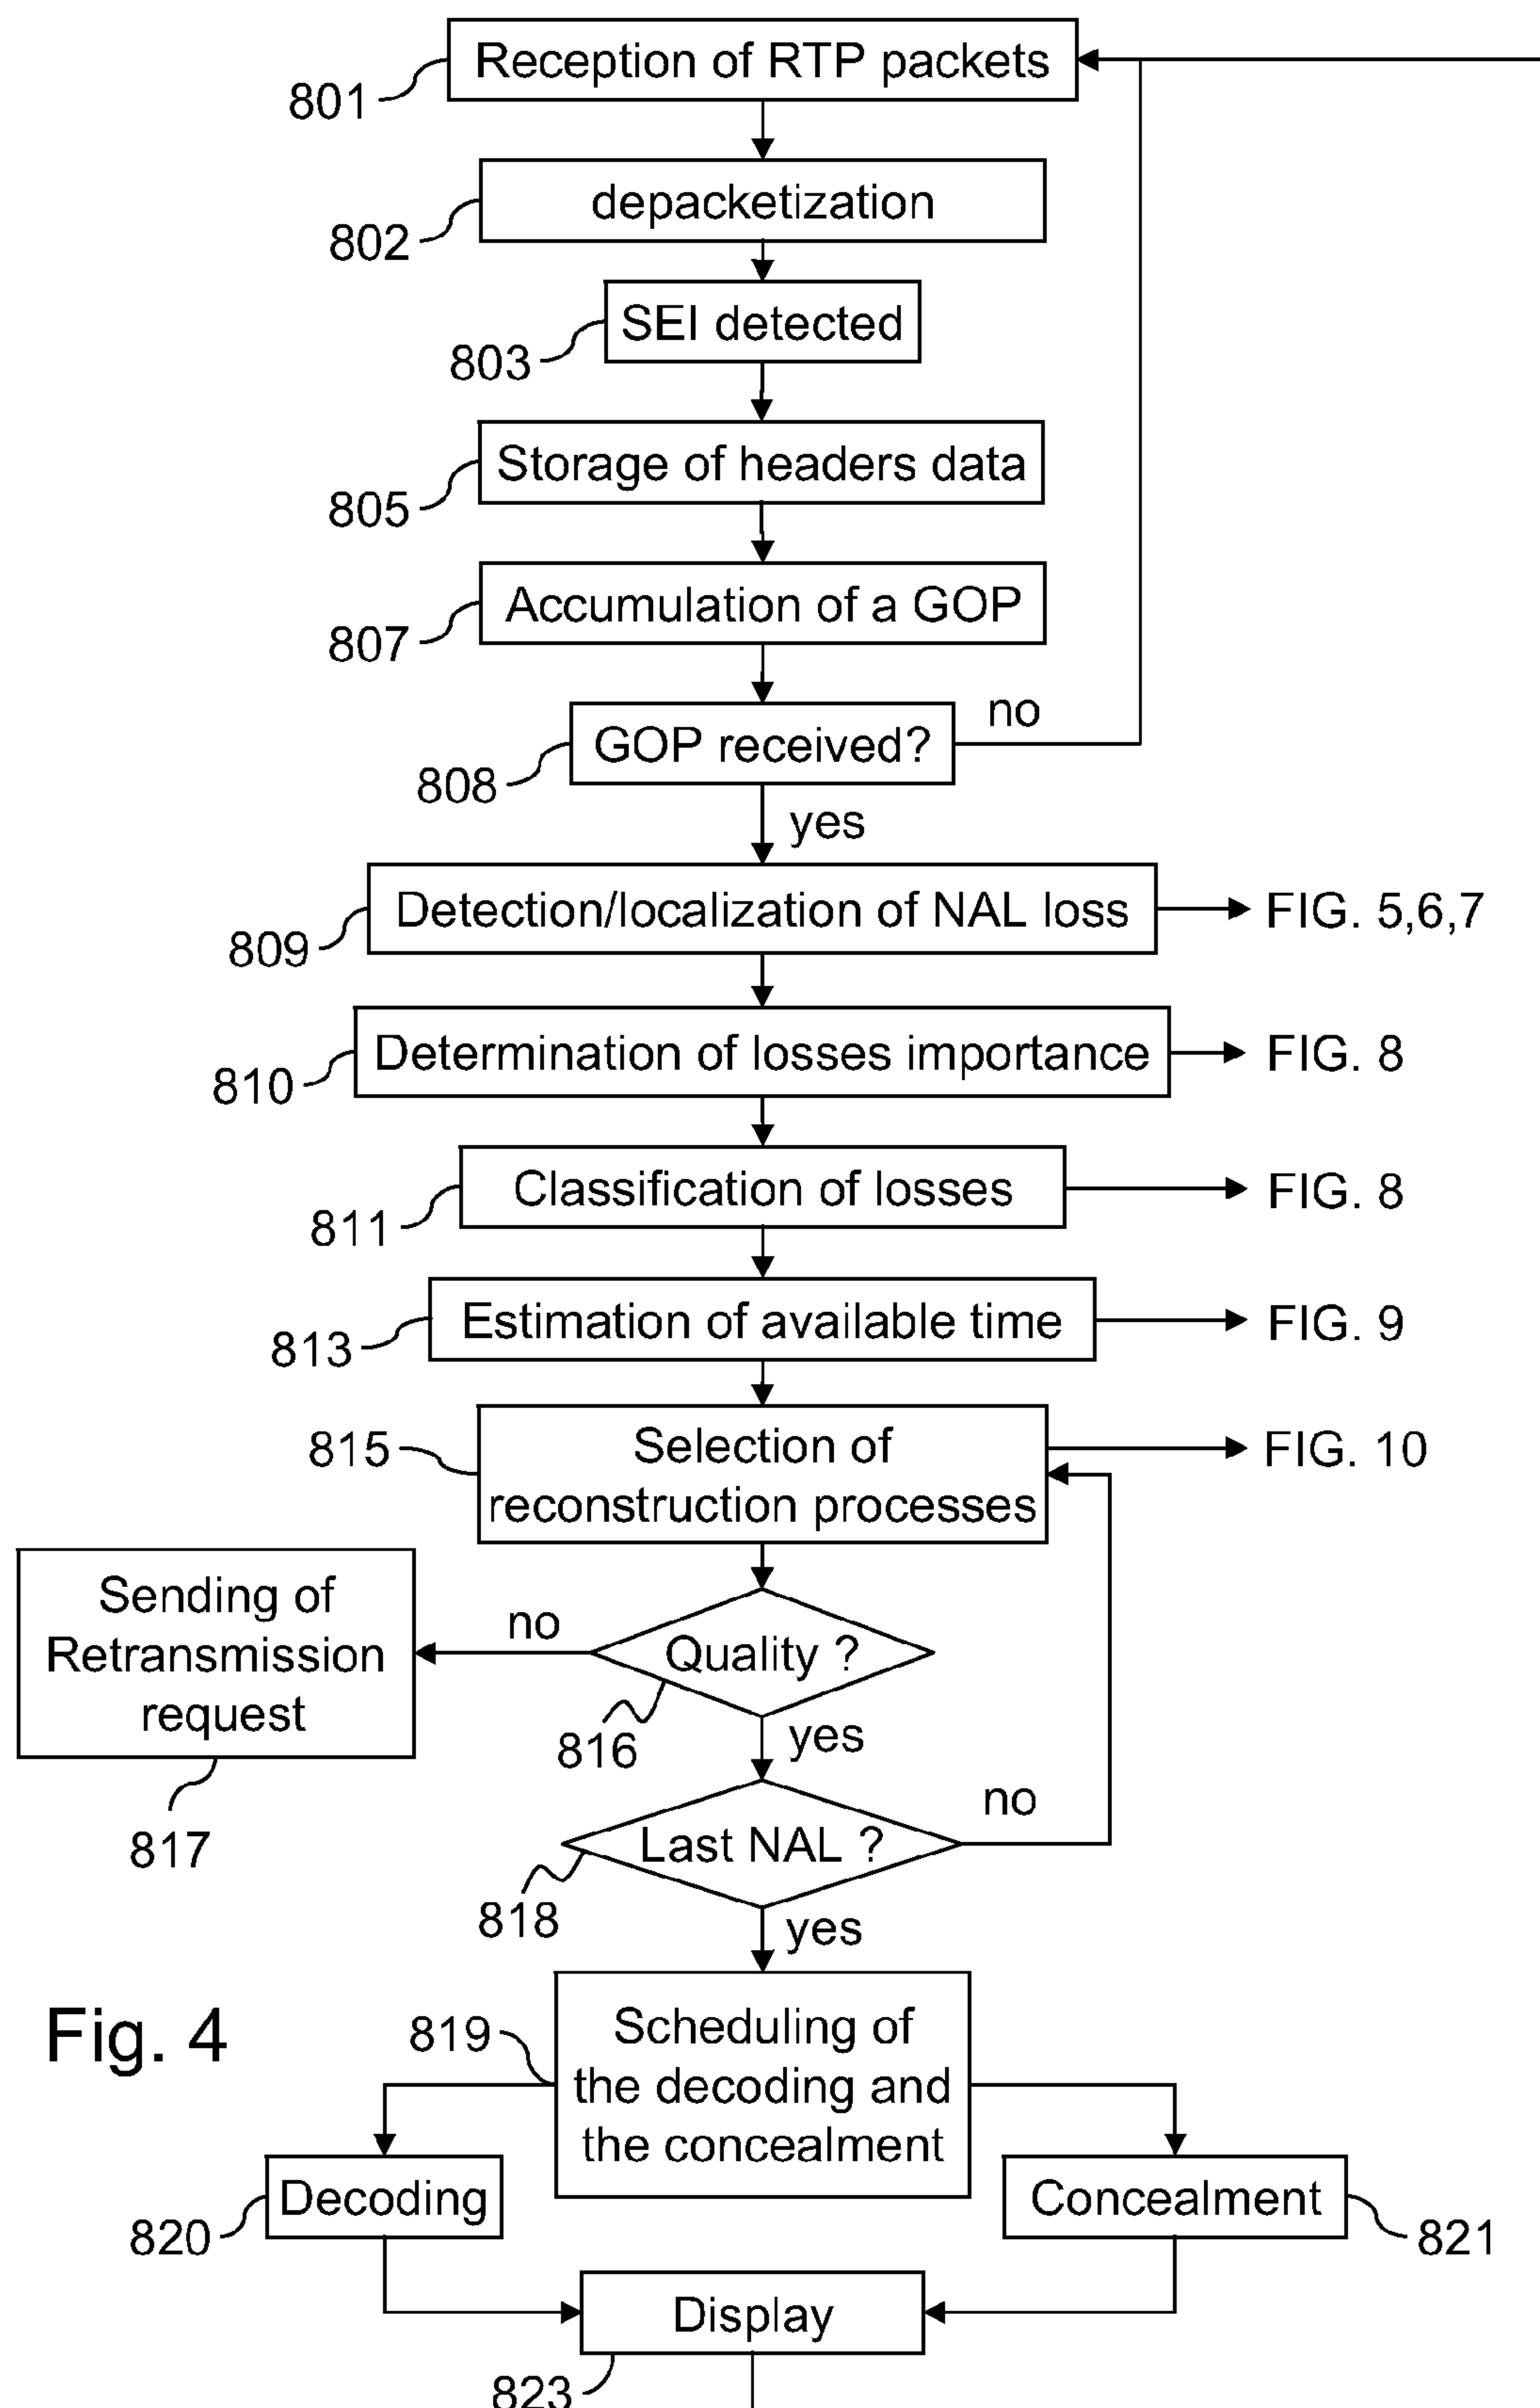 Reception of RTP packets
801
depacketization
802
SEI detected
803
Storage of headers data
805
Accumulation of a GOP
807
GOP received?
no
808
yes
Detection/localization of NAL loss
FIG. 5,6,7
809
Determination of losses importance
FIG. 8
810
Classification of losses
FIG. 8
811
Estimation of available time
FIG. 9
813
815
Selection of
reconstruction processes
FIG. 10
Sending of
Retransmission
request
no
Quality ?
816
yes
817
no
Last NAL ?
818
yes
Fig. 4
819
Scheduling of
the decoding and
the concealment
Decoding
820
Concealment
821
Display
823